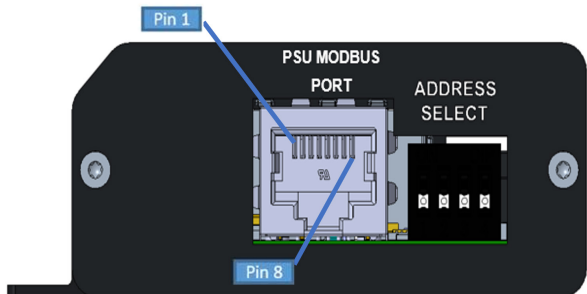 Pin 1
PSU MODBUS
PORT
ADDRESS
SELECT
Pin 8